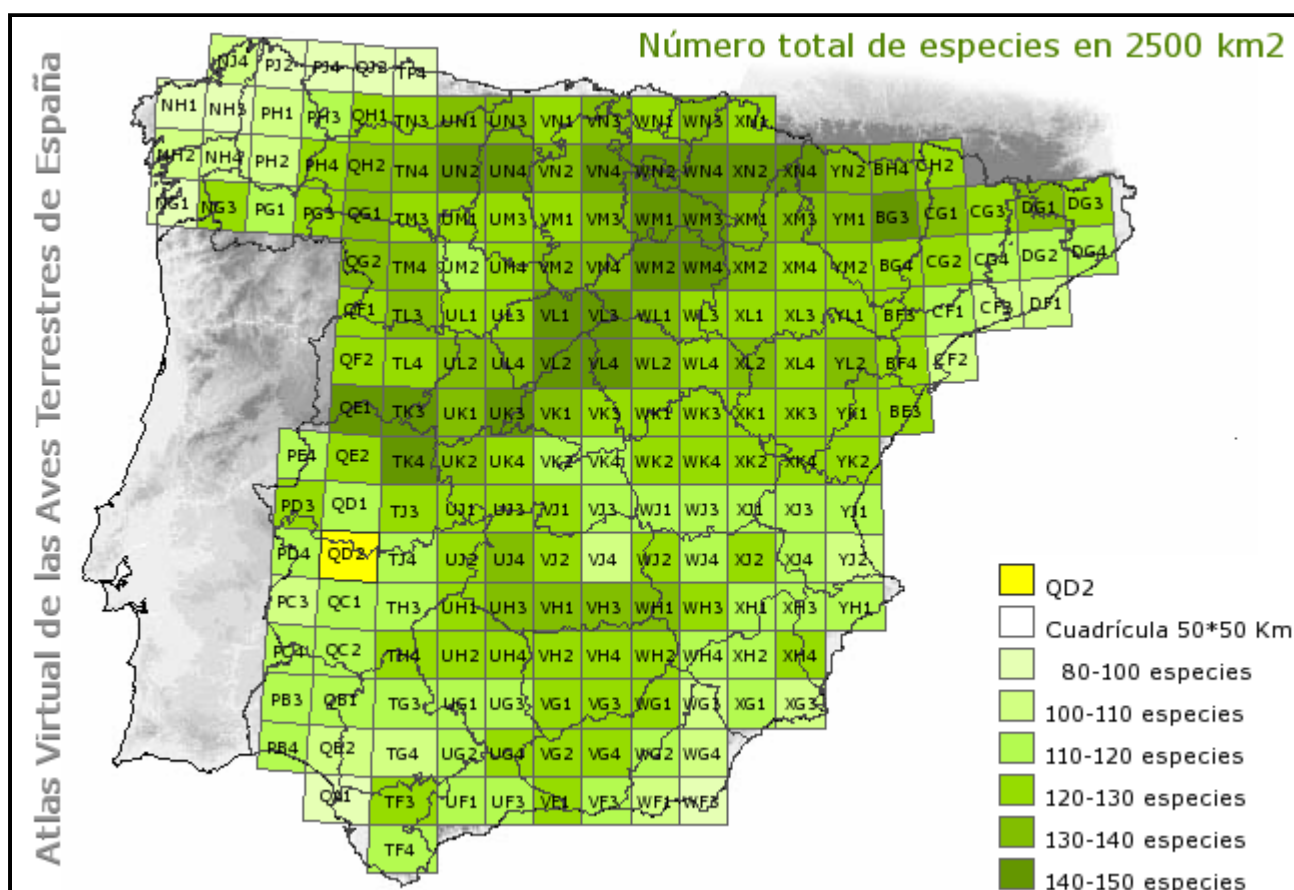 Número total de especies en 2500 km2
Atlas Virtual de las Aves Terrestres de España
NJ4 PJ2 PJ4 QJ2 TP4
NH1 NH3 PH1 PH3 QH1 TN3 UN1 UN3 VN1 VN3 WN1 WN3 XN1
NH2 NH4 PH2 PH4 QH2 TN4 UN2 UN4 VN2 VN4 WN2 WN4 XN2 XN4 YN2 BH4 CH2
NG1 NG3 PG1 PG3 QG1 TM3 UM1 UM3 VM1 VM3 WM1 WM3 XM1 XM3 YM1 BG3 CG1 CG3 DG1 DG3
QG2 TM4 UM2 UM4 VM2 VN4 WM2 WM4 XM2 XM4 YM2 BG4 CG2 CG4 DG2 DG4
QF1 TL3 UL1 UL3 VL1 VL3 WL1 WL3 XL1 XL3 YL1 BF3 CF1 CF3 DF1
QF2 TL4 UL2 UL4 VL2 VL4 WL2 WL4 XL2 XL4 YL2 BF4 CF2
QE1 TK3 UK1 UK3 VK1 VK3 WK1 WK3 XK1 XK3 YK1 BE3
PE4 QE2 TK4 UK2 UK4 VK2 VK4 WK2 WK4 XK2 XK4 YK2
PD3 QD1 TJ3 UJ1 UJ3 VJ1 VJ3 WJ1 WJ3 XJ1 XJ3 YJ1
PD4 QD2 TJ4 UJ2 UJ4 VJ2 VJ4 WJ2 WJ4 XJ2 XJ4 YJ2
PC3 QC1 TH3 UH1 UH3 VH1 VH3 WH1 WH3 XH1 XH3 YH1
PC4 QC2 TH4 UH2 UH4 VH2 VH4 WH2 WH4 XH2 XH4
PB3 QB1 TG3 UG1 UG3 VG1 VG3 WG1 WG3 XG1 XG3
PB4 QB2 TG4 UG2 UG4 VG2 VG4 WG2 WG4
QA1 TF3 UF1 UF3 VF1 VF3 WF1 WF3
TF4
QD2
Cuadrícula 50*50 Km
80-100 especies
100-110 especies
110-120 especies
120-130 especies
130-140 especies
140-150 especies